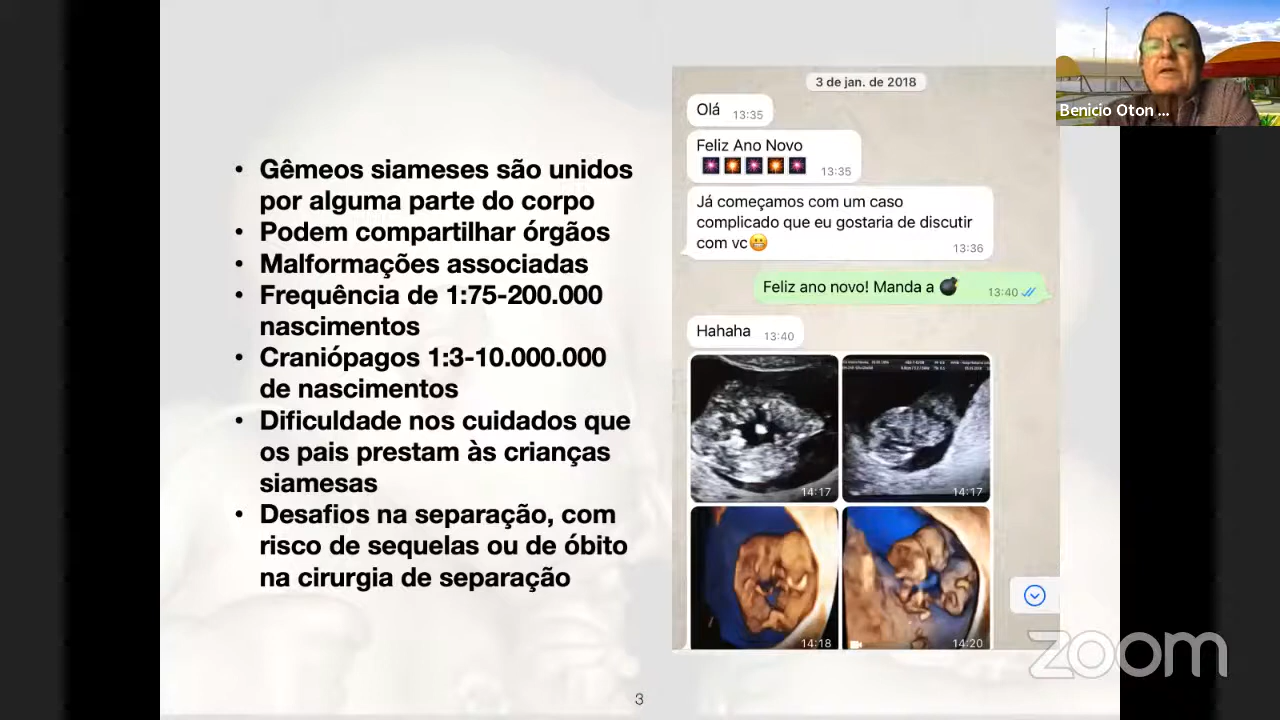 • Gêmeos siameses são unidos
por alguma parte do corpo
• Podem compartilhar órgãos
• Malformações associadas
• Frequência de 1:75-200.000
nascimentos
• Craniópagos 1:3-10.000.000
de nascimentos
• Dificuldade nos cuidados que
os pais prestam às crianças
siamesas
• Desafios na separação, com
risco de sequelas ou de óbito
na cirurgia de separação
3 de jan. de 2018
Olá 13:35
Feliz Ano Novo
🎆🎇🎆🎇🎆 13:35
Já começamos com um caso
complicado que eu gostaria de discutir
com vc😬 13:36
Feliz ano novo! Manda a 💣 13:40
Hahaha 13:40
14:17
14:17
14:18
14:20
Benicio Oton ...
zoom
3